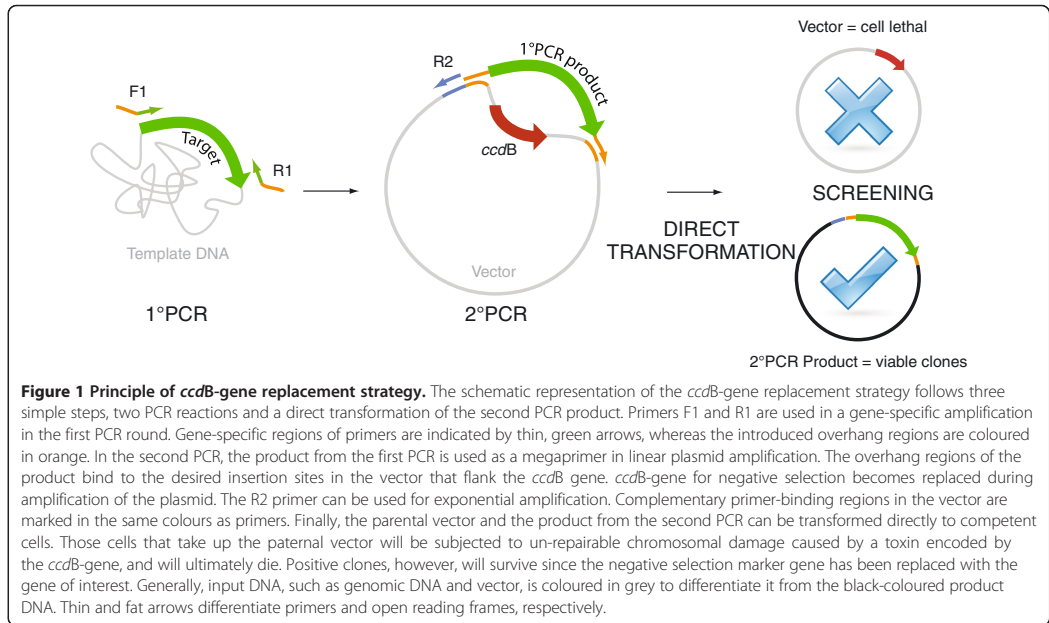 F1
Target
R1
Template DNA
1°PCR
R2
1°PCR product
ccdB
Vector
2°PCR
DIRECT
TRANSFORMATION
Vector = cell lethal
SCREENING
2°PCR Product = viable clones
Figure 1 Principle of ccdB-gene replacement strategy. The schematic representation of the ccdB-gene replacement strategy follows three
simple steps, two PCR reactions and a direct transformation of the second PCR product. Primers F1 and R1 are used in a gene-specific amplification
in the first PCR round. Gene-specific regions of primers are indicated by thin, green arrows, whereas the introduced overhang regions are coloured
in orange. In the second PCR, the product from the first PCR is used as a megaprimer in linear plasmid amplification. The overhang regions of the
product bind to the desired insertion sites in the vector that flank the ccdB gene. ccdB-gene for negative selection becomes replaced during
amplification of the plasmid. The R2 primer can be used for exponential amplification. Complementary primer-binding regions in the vector are
marked in the same colours as primers. Finally, the parental vector and the product from the second PCR can be transformed directly to competent
cells. Those cells that take up the paternal vector will be subjected to un-repairable chromosomal damage caused by a toxin encoded by
the ccdB-gene, and will ultimately die. Positive clones, however, will survive since the negative selection marker gene has been replaced with the
gene of interest. Generally, input DNA, such as genomic DNA and vector, is coloured in grey to differentiate it from the black-coloured product
DNA. Thin and fat arrows differentiate primers and open reading frames, respectively.